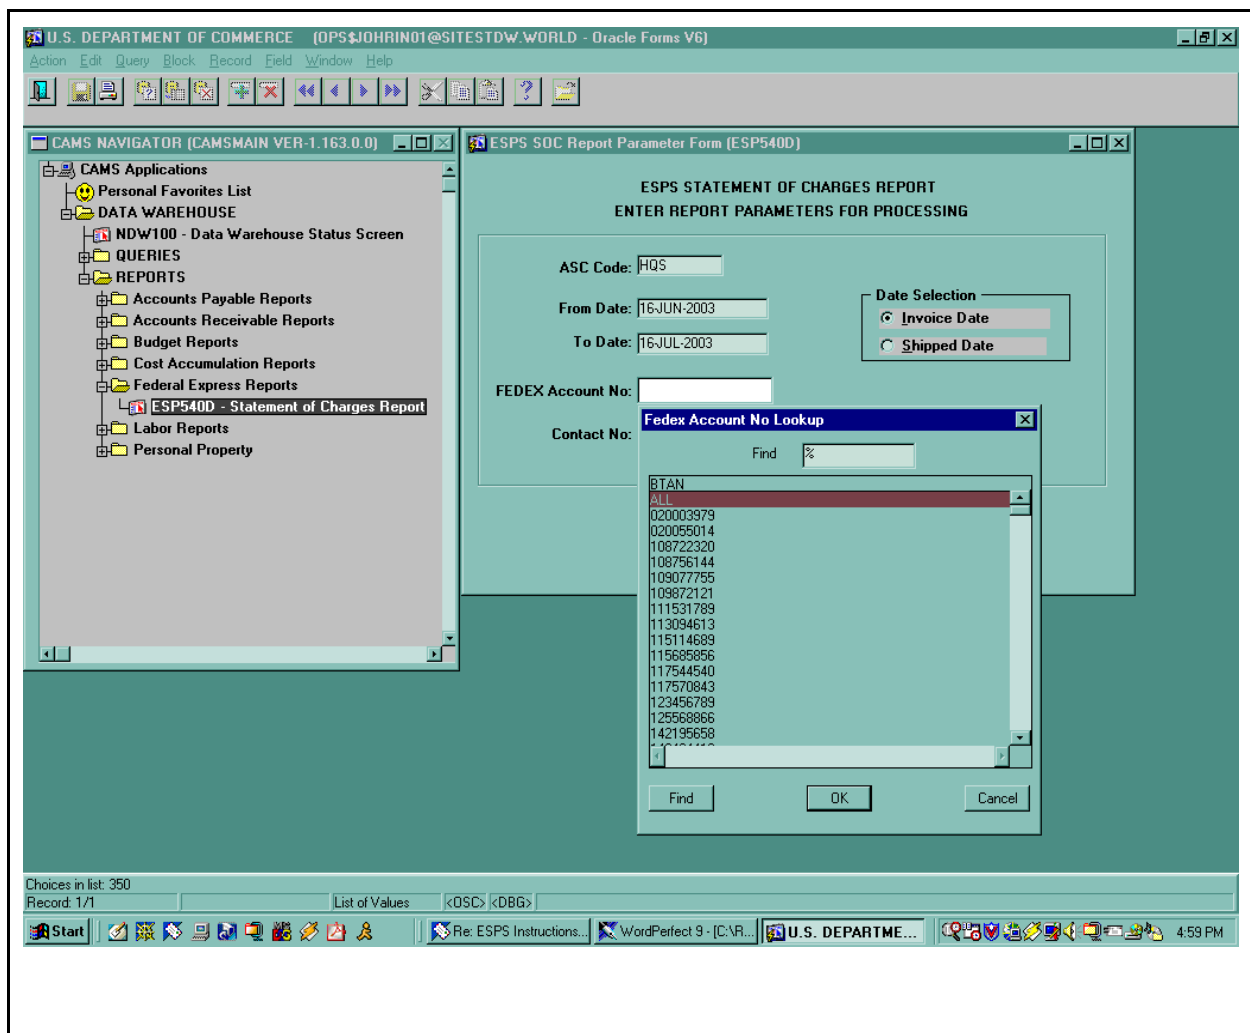 U.S. DEPARTMENT OF COMMERCE (OPS$JOHRIN01@SITESTDW.WORLD - Oracle Forms V6)
Action Edit Query Block Record Field Window Help
CAMS NAVIGATOR (CAMSMAIN VER-1.163.0.0)
CAMS Applications
Personal Favorites List
DATA WAREHOUSE
NDW100 - Data Warehouse Status Screen
QUERIES
REPORTS
Accounts Payable Reports
Accounts Receivable Reports
Budget Reports
Cost Accumulation Reports
Federal Express Reports
ESP540D - Statement of Charges Report
Labor Reports
Personal Property
ESPS SOC Report Parameter Form (ESP540D)
ESPS STATEMENT OF CHARGES REPORT
ENTER REPORT PARAMETERS FOR PROCESSING
ASC Code: HQS
From Date: 16-JUN-2003
To Date: 16-JUL-2003
Date Selection
Invoice Date
Shipped Date
FEDEX Account No:
Contact No:
Fedex Account No Lookup
Find %
BTAN
ALL
020003979
020055014
108722320
108756144
109077755
109872121
111531789
113094613
115114689
115685856
117544540
117570843
123456789
125568866
142195658
Find OK Cancel
Choices in list: 350
Record: 1/1 List of Values <OSC> <DBG>
Start Re: ESPS Instructions... WordPerfect 9 - [C:\R... U.S. DEPARTME... 4:59 PM